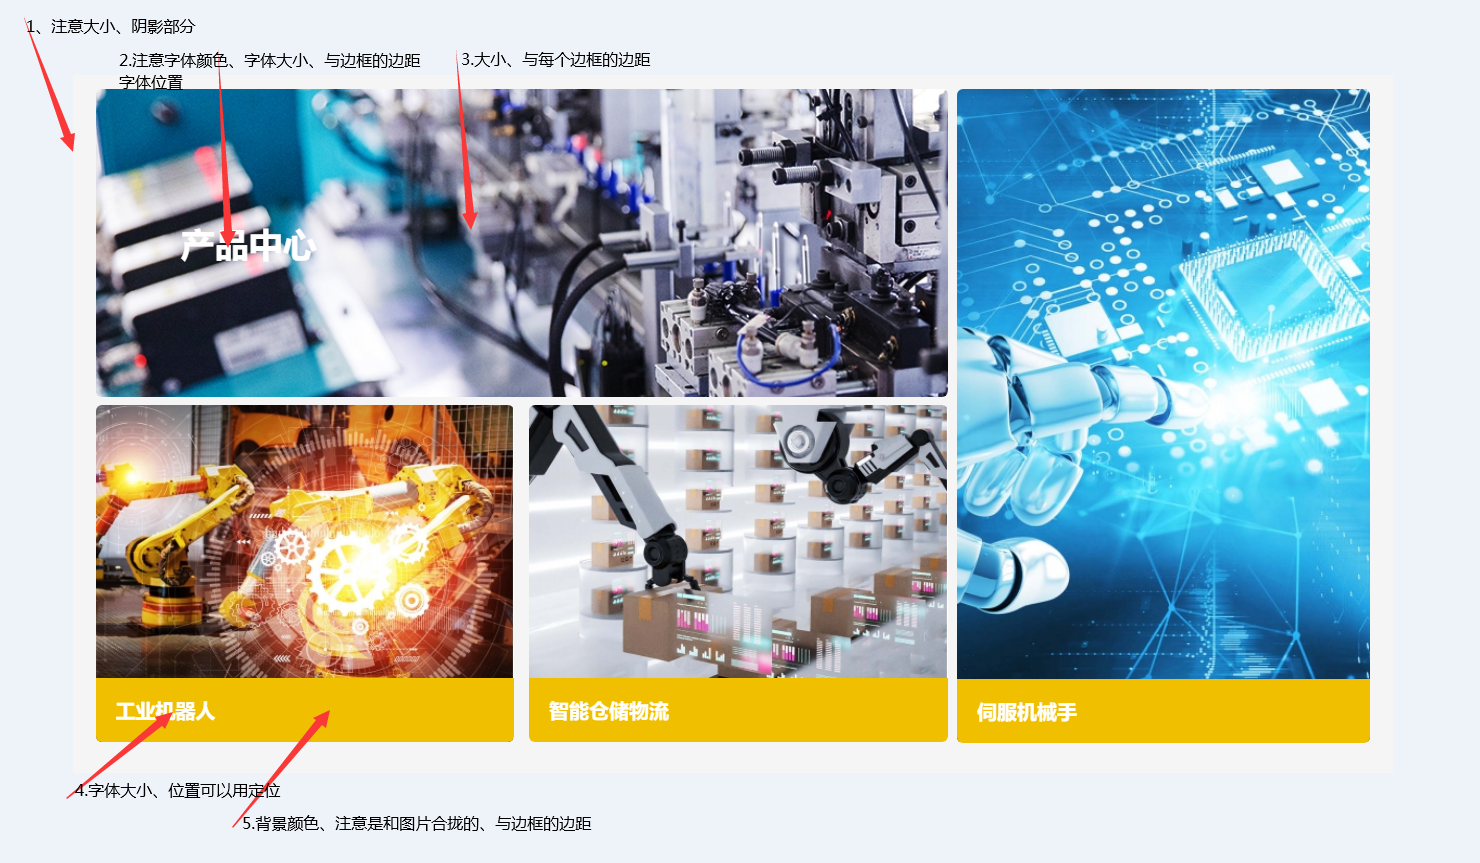 1、注意大小、阴影部分
2.注意字体颜色、字体大小、与边框的边距
字体位置
3.大小、与每个边框的边距
产品中心
工业机器人
智能仓储物流
伺服机械手
4.字体大小、位置可以用定位
5.背景颜色、注意是和图片合拢的、与边框的边距